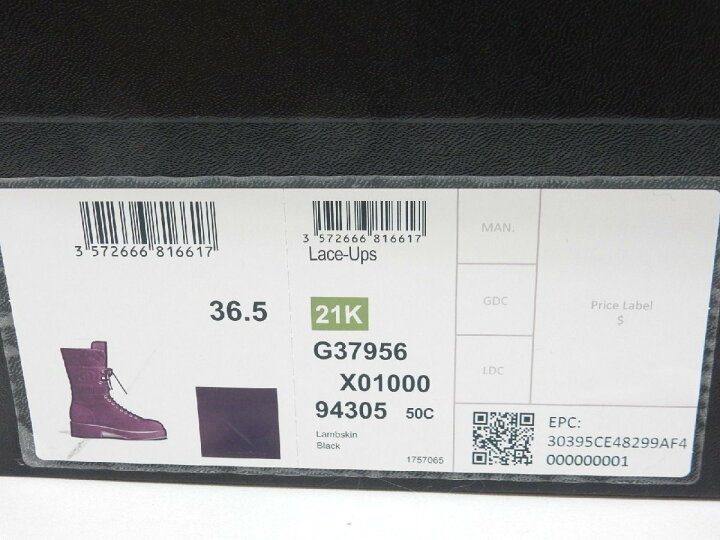 3 572666 816617
36.5
3 572666 816617
Lace-Ups
21K
G37956
X01000
94305 50C
Lambskin
Black
1757065
MAN.
GDC
LDC
Price Label
$
EPC:
30395CE48299AF4
000000001